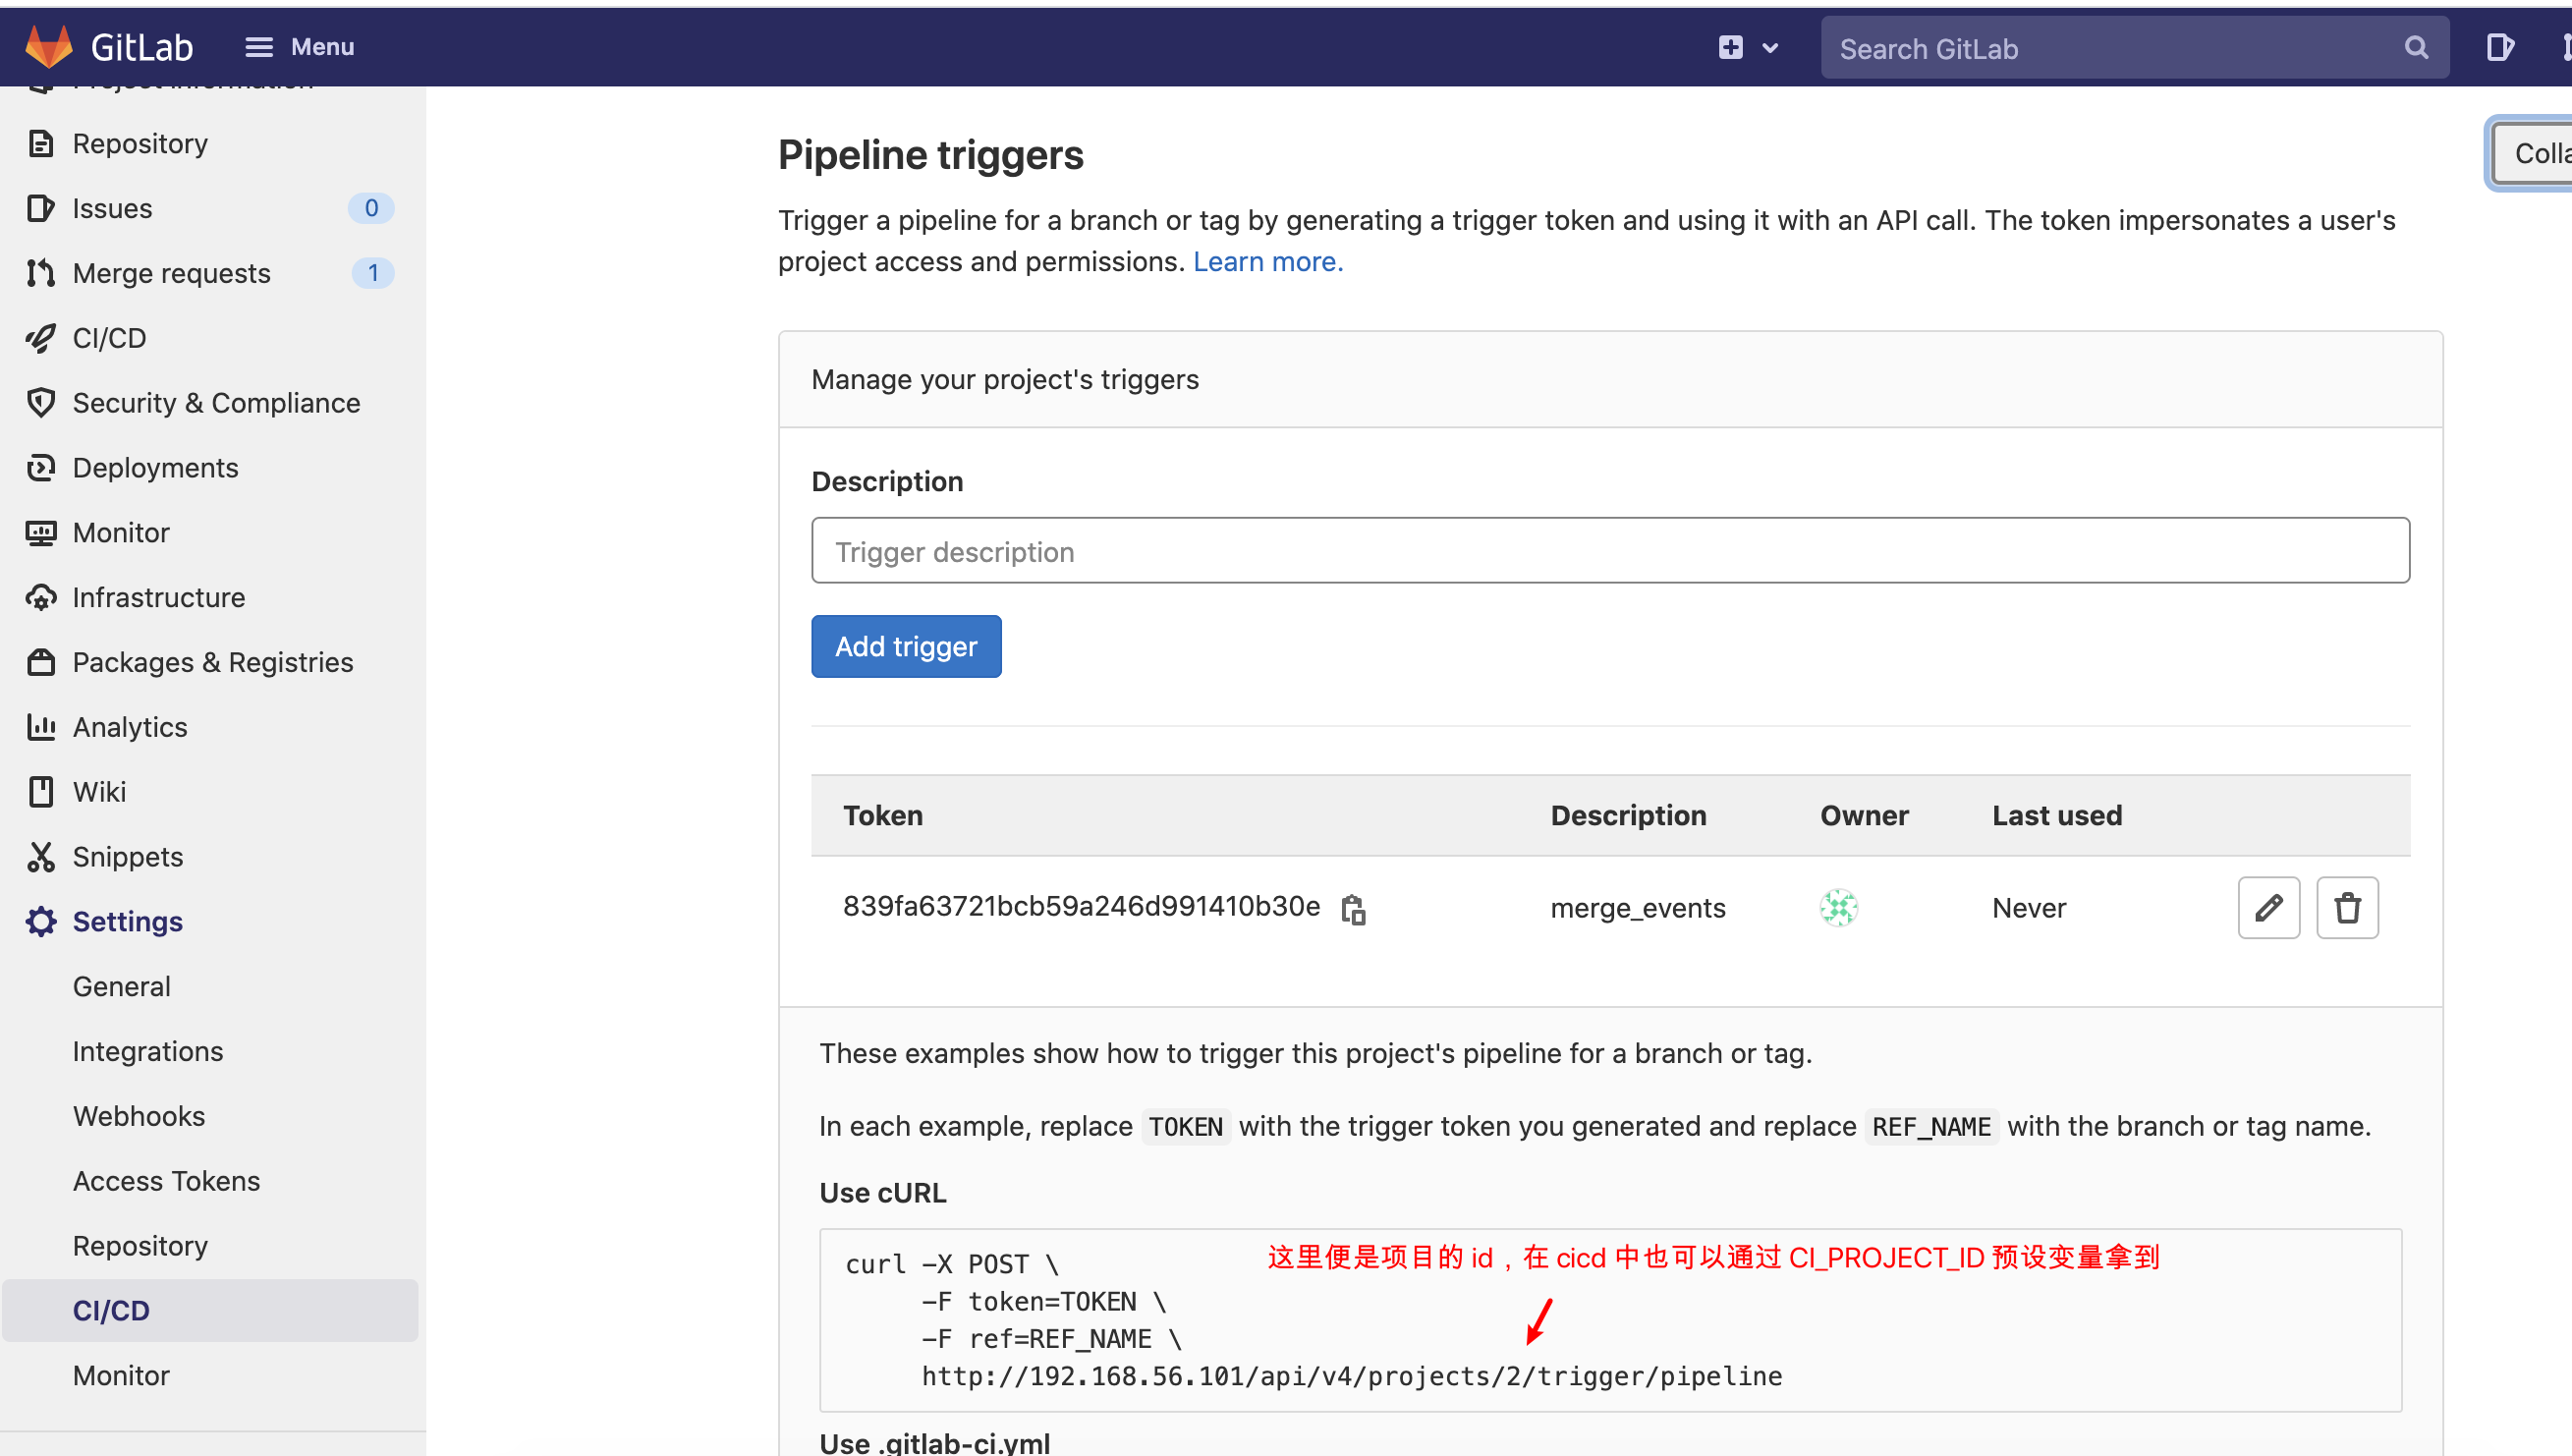 GitLab
Menu
Search GitLab
Project information
Repository
Issues
0
Merge requests
1
CI/CD
Security & Compliance
Deployments
Monitor
Infrastructure
Packages & Registries
Analytics
Wiki
Snippets
Settings
General
Integrations
Webhooks
Access Tokens
Repository
CI/CD
Monitor
Pipeline triggers
Colla
Trigger a pipeline for a branch or tag by generating a trigger token and using it with an API call. The token impersonates a user's
project access and permissions. Learn more.
Manage your project's triggers
Description
Trigger description
Add trigger
Token Description Owner Last used
839fa63721bcb59a246d991410b30e merge_events Never
These examples show how to trigger this project's pipeline for a branch or tag.
In each example, replace TOKEN with the trigger token you generated and replace REF_NAME with the branch or tag name.
Use cURL
这里便是项目的 id，在 cicd 中也可以通过 CI_PROJECT_ID 预设变量拿到
curl -X POST \
-F token=TOKEN \
-F ref=REF_NAME \
http://192.168.56.101/api/v4/projects/2/trigger/pipeline
Use .gitlab-ci.yml